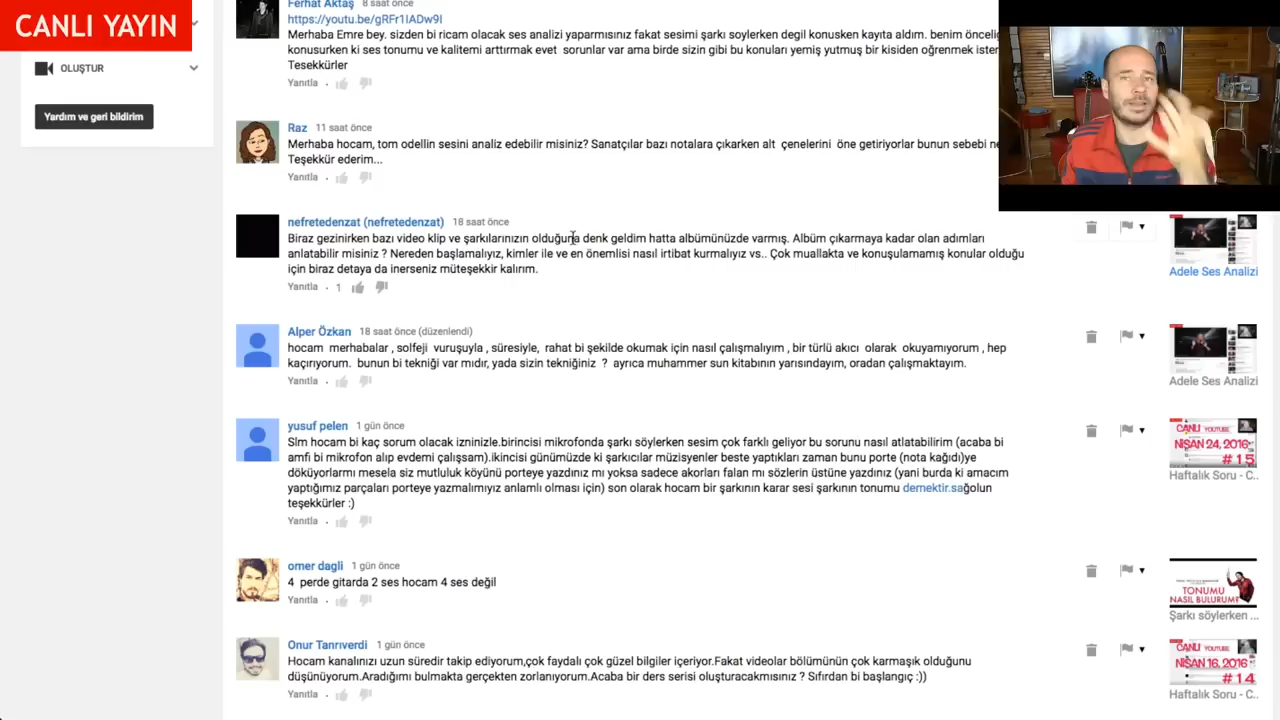 CANLI YAYIN
OLUŞTUR
Yardım ve geri bildirim
Ferhat Aktaş 8 saat önce
https://youtu.be/gRFr1IADw9I
Merhaba Emre bey. sizden bi ricam olacak ses analizi yaparmısınız fakat sesimi şarkı soylerken degil konusken kayıta aldım. benim önceliğ
konusurken ki ses tonumu ve kalitemi arttırmak evet sorunlar var ama birde sizin gibi bu konuları yemiş yutmuş bir kisiden öğrenmek ister
Tesekkürler
Yanıtla
Raz 11 saat önce
Merhaba hocam, tom odellin sesini analiz edebilir misiniz? Sanatçılar bazı notalara çıkarken alt çenelerini öne getiriyorlar bunun sebebi ne
Teşekkür ederim...
Yanıtla
nefretedenzat (nefretedenzat) 18 saat önce
Biraz gezinirken bazı video klip ve şarkılarınızın olduğuna denk geldim hatta albümünüzde varmış. Albüm çıkarmaya kadar olan adımları
anlatabilir misiniz ? Nereden başlamalıyız, kimler ile ve en önemlisi nasıl irtibat kurmalıyız vs.. Çok muallakta ve konuşulamamış konular olduğu
için biraz detaya da inerseniz müteşekkir kalırım.
Yanıtla 1
Adele Ses Analizi
Alper Özkan 18 saat önce (düzenlendi)
hocam merhabalar , solfeji vuruşuyla , süresiyle, rahat bi şekilde okumak için nasıl çalışmalıyım , bir türlü akıcı olarak okuyamıyorum , hep
kaçırıyorum. bunun bi tekniği var mıdır, yada sizin tekniğiniz ? ayrıca muhammer sun kitabının yarısındayım, oradan çalışmaktayım.
Yanıtla
Adele Ses Analizi
yusuf pelen 1 gün önce
Slm hocam bi kaç sorum olacak izninizle.birincisi mikrofonda şarkı söylerken sesim çok farklı geliyor bu sorunu nasıl atlatabilirim (acaba bi
amfi bi mikrofon alıp evdemi çalışsam).ikincisi günümüzde ki şarkıcılar müzisyenler beste yaptıkları zaman bunu porte (nota kağıdı)ye
döküyorlarmı mesela siz mutluluk köyünü porteye yazdınız mı yoksa sadece akorları falan mı sözlerin üstüne yazdınız (yani burda ki amacım
yaptığimız parçaları porteye yazmalımıyız anlamlı olması için) son olarak hocam bir şarkının karar sesi şarkının tonumu demektir.sağolun
teşekkürler :)
Yanıtla
CANLI YOUTUBE
NİSAN 24, 2016
#15
Haftalık Soru - C..
omer dagli 1 gün önce
4 perde gitarda 2 ses hocam 4 ses değil
Yanıtla
TONUMU
NASIL BULURUM?
Şarkı söylerken ...
Onur Tanrıverdi 1 gün önce
Hocam kanalınızı uzun süredir takip ediyorum,çok faydalı çok güzel bilgiler içeriyor.Fakat videolar bölümünün çok karmaşık olduğunu
düşünüyorum.Aradığımı bulmakta gerçekten zorlanıyorum.Acaba bir ders serisi oluşturacakmısınız ? Sıfırdan bi başlangıç :))
Yanıtla
CANLI YOUTUBE
NİSAN 16, 2016
#14
Haftalık Soru - C..